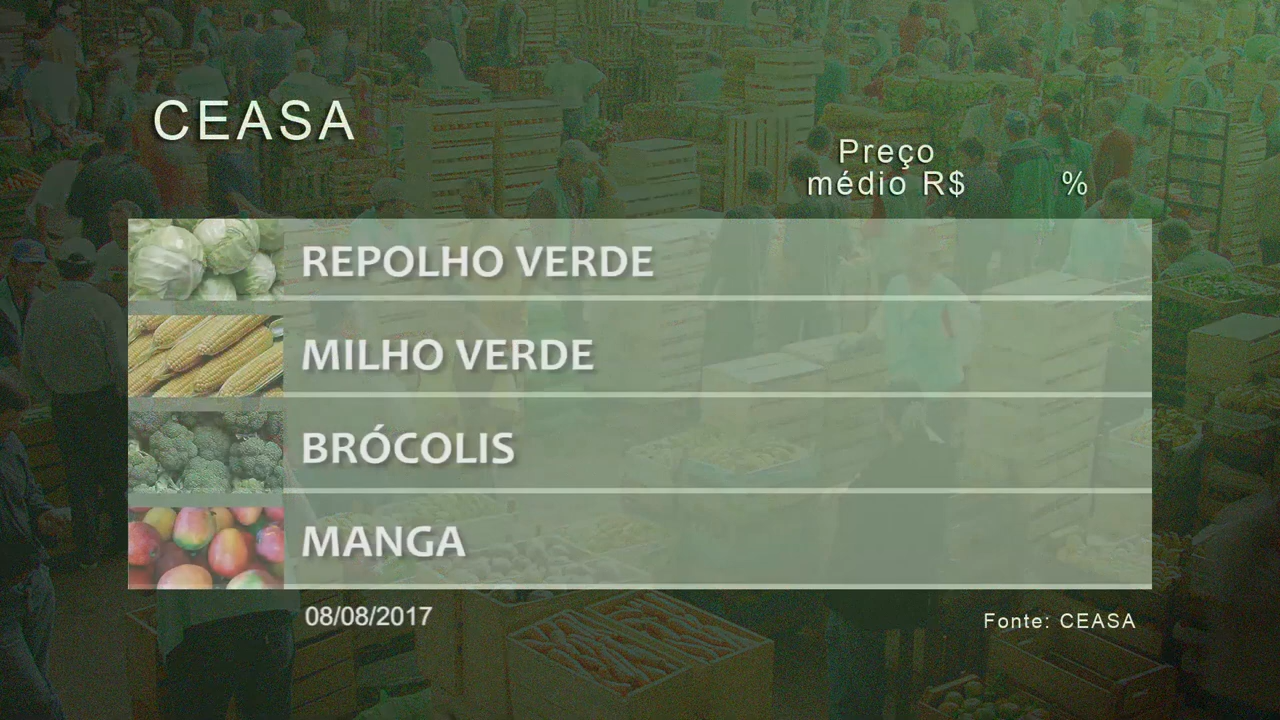 CEASA
Preço
médio R$ %
REPOLHO VERDE
MILHO VERDE
BRÓCOLIS
MANGA
08/08/2017
Fonte: CEASA